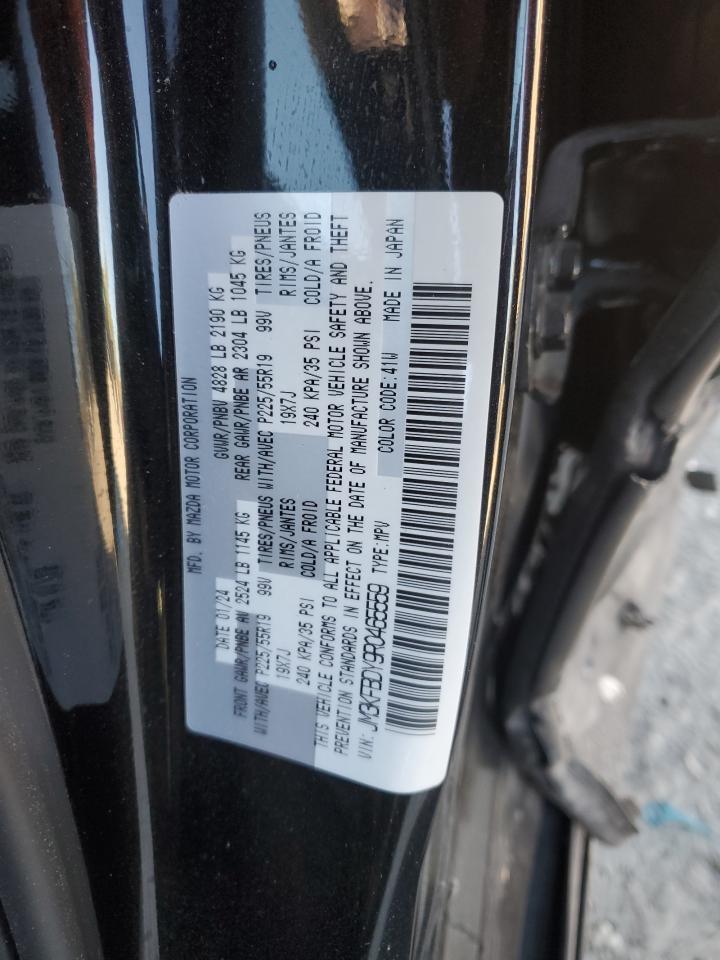 MFD. BY MAZDA MOTOR CORPORATION
DATE 01/24 GVWR/PNBV 4828 LB 2190 KG
FRONT GAWR/PNBE AV 2524 LB 1145 KG REAR GAWR/PNBE AR 2304 LB 1045 KG
WITH/AVEC P225/55R19 99V TIRES/PNEUS WITH/AVEC P225/55R19 99V TIRES/PNEUS
19X7J RIMS/JANTES 19X7J RIMS/JANTES
240 KPA/35 PSI COLD/A FROID 240 KPA/35 PSI COLD/A FROID
THIS VEHICLE CONFORMS TO ALL APPLICABLE FEDERAL MOTOR VEHICLE SAFETY AND THEFT
PREVENTION STANDARDS IN EFFECT ON THE DATE OF MANUFACTURE SHOWN ABOVE.
VIN: JM3KFBDY9R0465559 TYPE:MPV COLOR CODE:41W MADE IN JAPAN